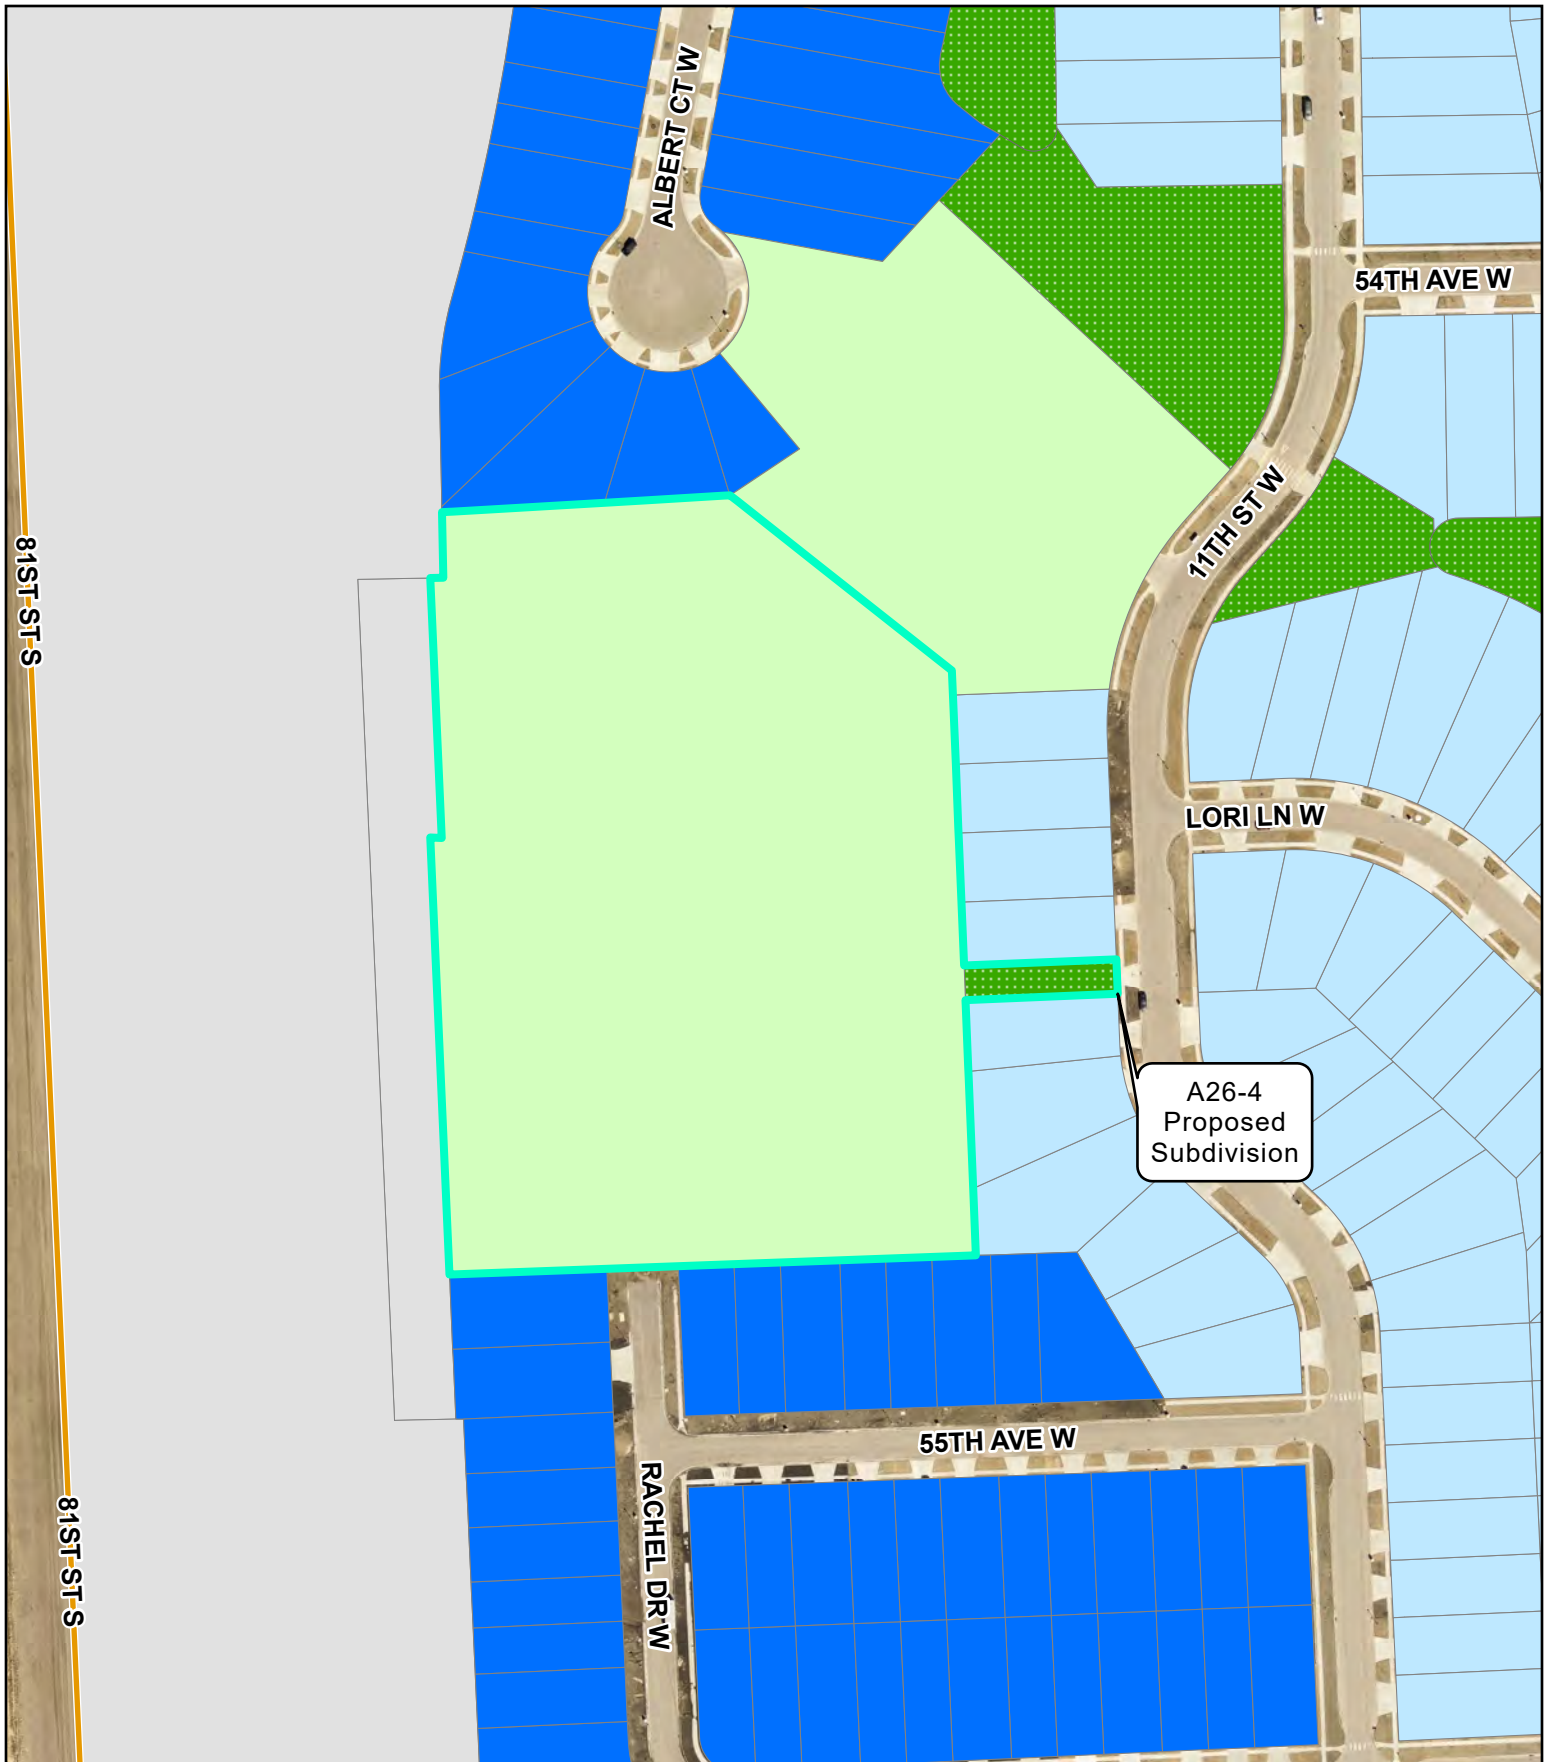 ALBERT CT W
54TH AVE W
11TH ST W
81ST ST S
LORI LN W
A26-4
Proposed
Subdivision
55TH AVE W
RACHEL DR W
81ST ST S